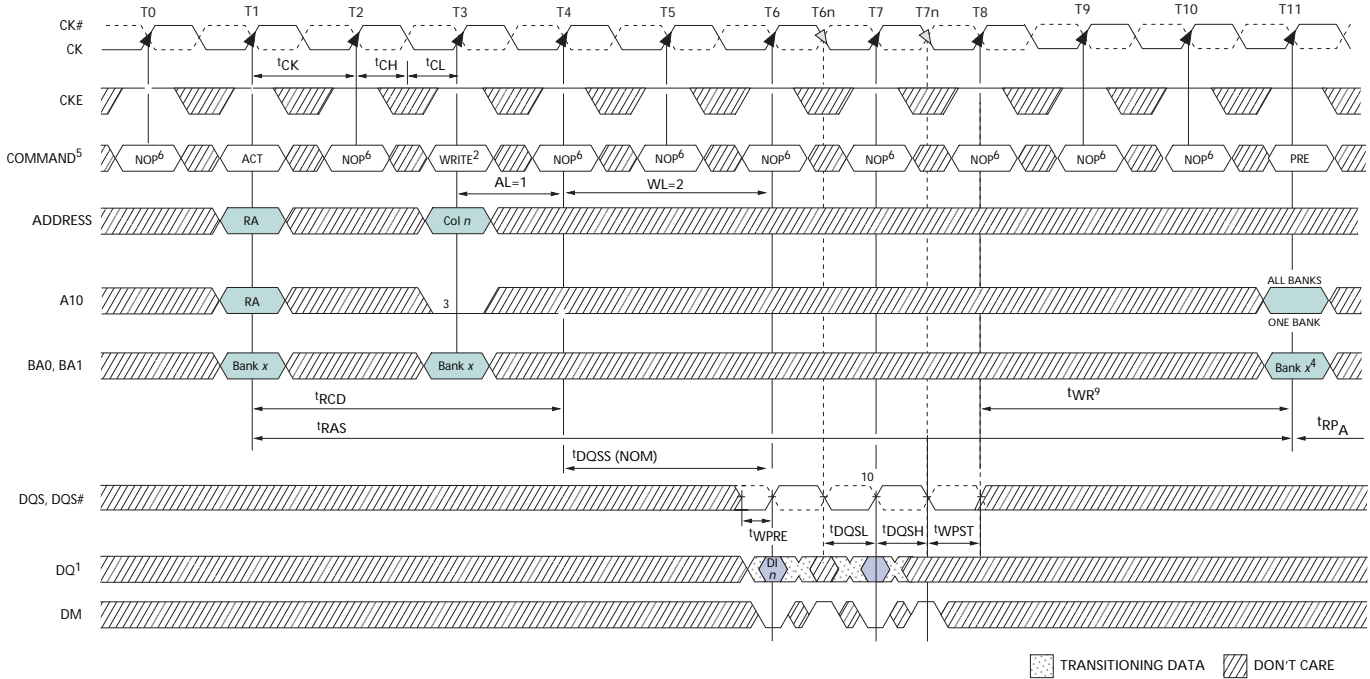 T0 T1 T2 T3 T4 T5 T6 T6n T7 T7n T8 T9 T10 T11
CK#
CK
tCK tCH tCL
CKE
COMMAND5 NOP6 ACT NOP6 WRITE2 NOP6 NOP6 NOP6 NOP6 NOP6 NOP6 NOP6 PRE
AL=1 WL=2
ADDRESS RA Col n
ALL BANKS
A10 RA 3
ONE BANK
BA0, BA1 Bank x Bank x Bank x4
tRCD tWR9
tRAS tRPA
tDQSS (NOM)
10
DQS, DQS#
tWPRE tDQSL tDQSH tWPST
DQ1 DI n
DM
TRANSITIONING DATA DON'T CARE